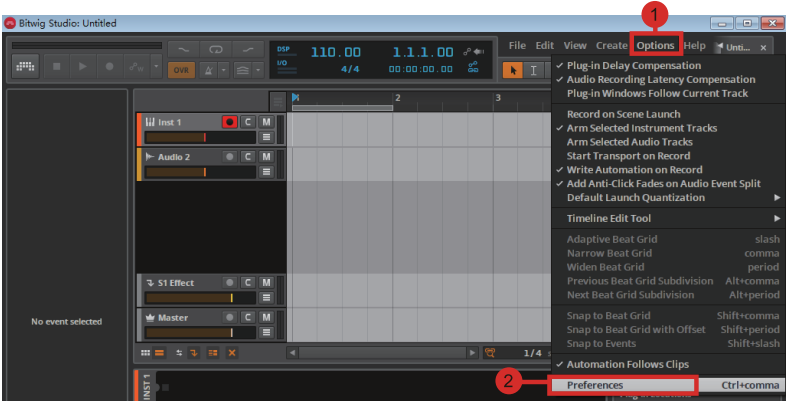 Bitwig Studio: Untitled
1
DSP
I/O
110.00
4/4
1.1.1.00
00:00:00.00
File Edit View Create Options Help
Unti... x
OVR
Plug-in Delay Compensation
Audio Recording Latency Compensation
Plug-in Windows Follow Current Track
Record on Scene Launch
Arm Selected Instrument Tracks
Arm Selected Audio Tracks
Start Transport on Record
Write Automation on Record
Add Anti-Click Fades on Audio Event Split
Default Launch Quantization
Timeline Edit Tool
Adaptive Beat Grid slash
Narrow Beat Grid comma
Widen Beat Grid period
Previous Beat Grid Subdivision Alt+comma
Next Beat Grid Subdivision Alt+period
Snap to Beat Grid Shift+comma
Snap to Beat Grid with Offset Shift+period
Snap to Events Shift+slash
Automation Follows Clips
2
Preferences Ctrl+comma
2
3
Inst 1 C M
Audio 2 C M
S1 Effect C M
Master C M
No event selected
1/4
INST 1